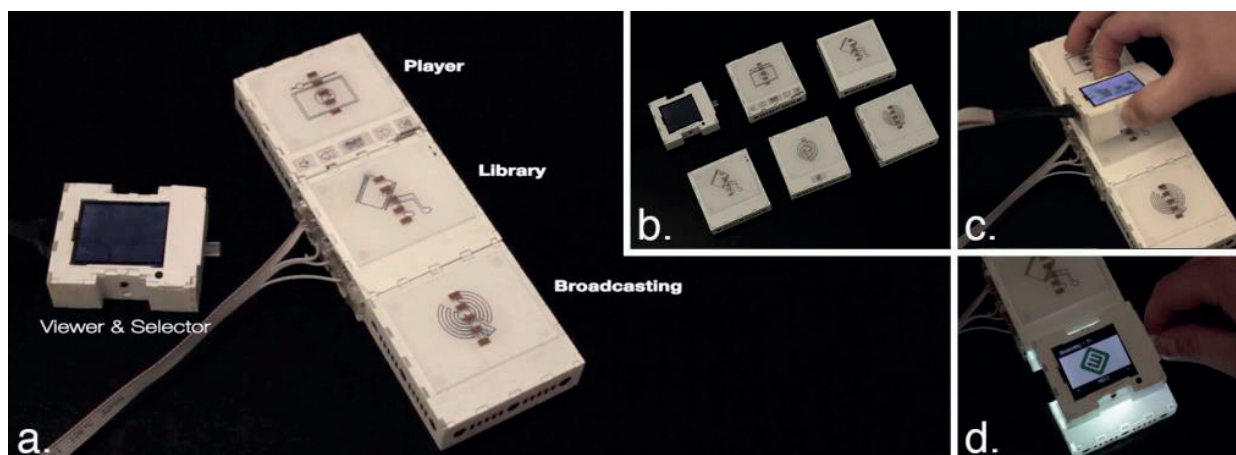 Player
Library
Broadcasting
Viewer & Selector
a.
b.
c.
d.